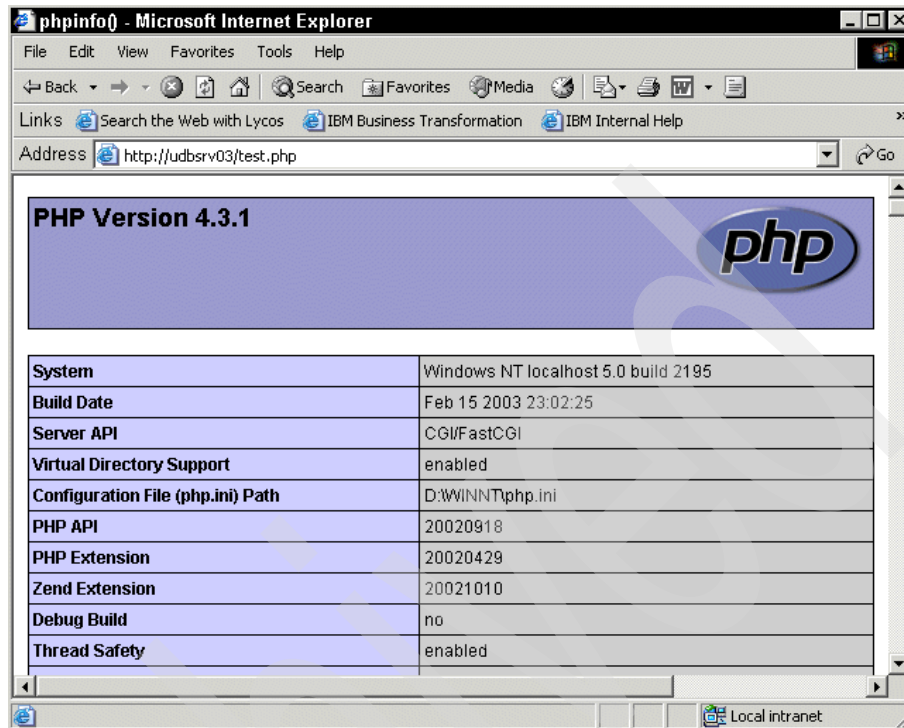 phpinfo() - Microsoft Internet Explorer
File Edit View Favorites Tools Help
Back Search Favorites Media
Links Search the Web with Lycos IBM Business Transformation IBM Internal Help »
Address http://udbsrv03/test.php Go
PHP Version 4.3.1
php
System Windows NT localhost 5.0 build 2195
Build Date Feb 15 2003 23:02:25
Server API CGI/FastCGI
Virtual Directory Support enabled
Configuration File (php.ini) Path D:\WINNT\php.ini
PHP API 20020918
PHP Extension 20020429
Zend Extension 20021010
Debug Build no
Thread Safety enabled
Local intranet